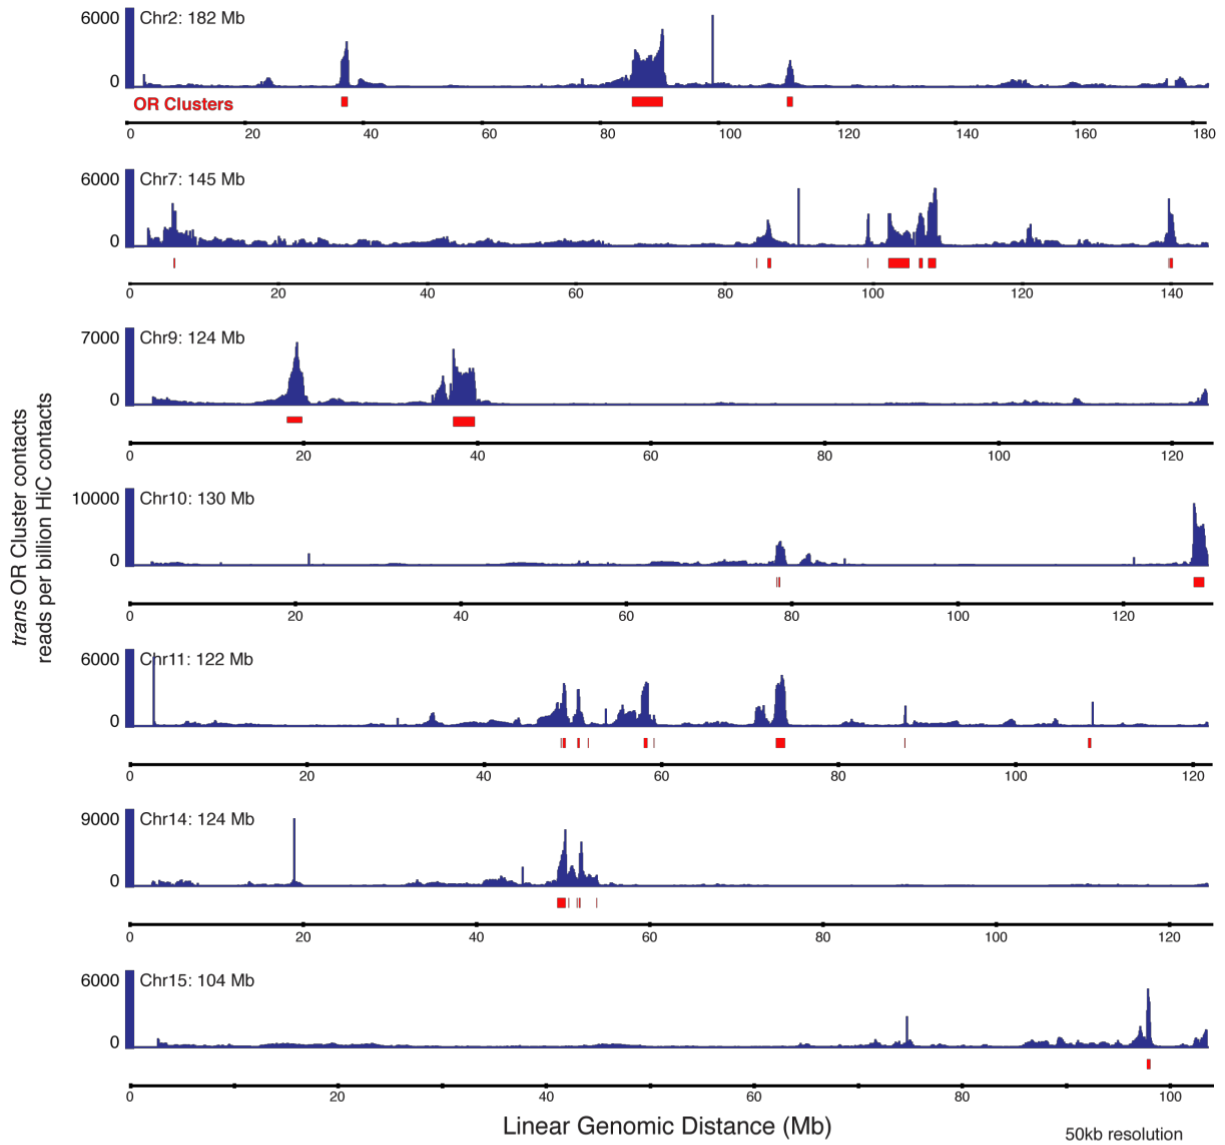 trans OR Cluster contacts
reads per billion HiC contacts
6000
Chr2: 182 Mb
0
OR Clusters
0 20 40 60 80 100 120 140 160 180
6000
Chr7: 145 Mb
0
0 20 40 60 80 100 120 140
7000
Chr9: 124 Mb
0
0 20 40 60 80 100 120
10000
Chr10: 130 Mb
0
0 20 40 60 80 100 120
6000
Chr11: 122 Mb
0
0 20 40 60 80 100 120
9000
Chr14: 124 Mb
0
0 20 40 60 80 100 120
6000
Chr15: 104 Mb
0
0 20 40 60 80 100
Linear Genomic Distance (Mb)
50kb resolution